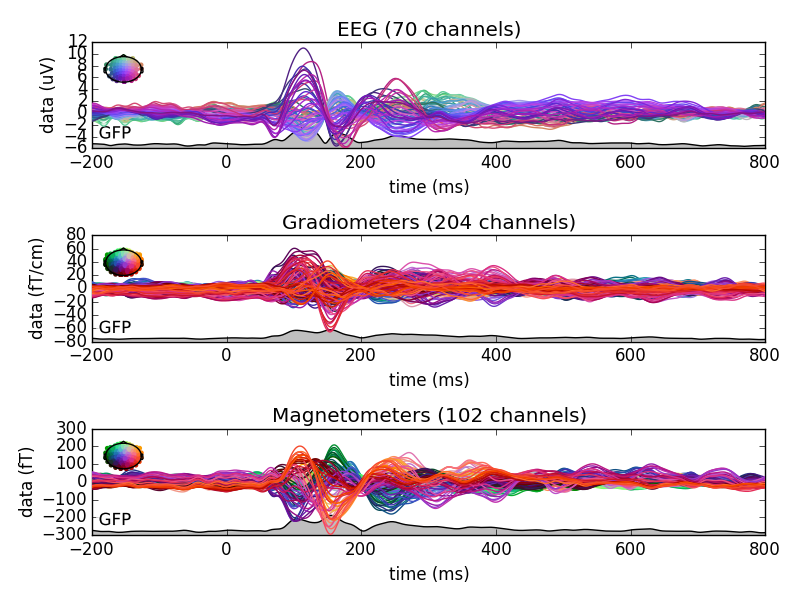 EEG (70 channels)
data (uV)
12
10
8
6
4
2
0
−2
−4
−6
GFP
−200 0 200 400 600 800
time (ms)
Gradiometers (204 channels)
data (fT/cm)
80
60
40
20
0
−20
−40
−60
−80
GFP
−200 0 200 400 600 800
time (ms)
Magnetometers (102 channels)
data (fT)
300
200
100
0
−100
−200
−300
GFP
−200 0 200 400 600 800
time (ms)